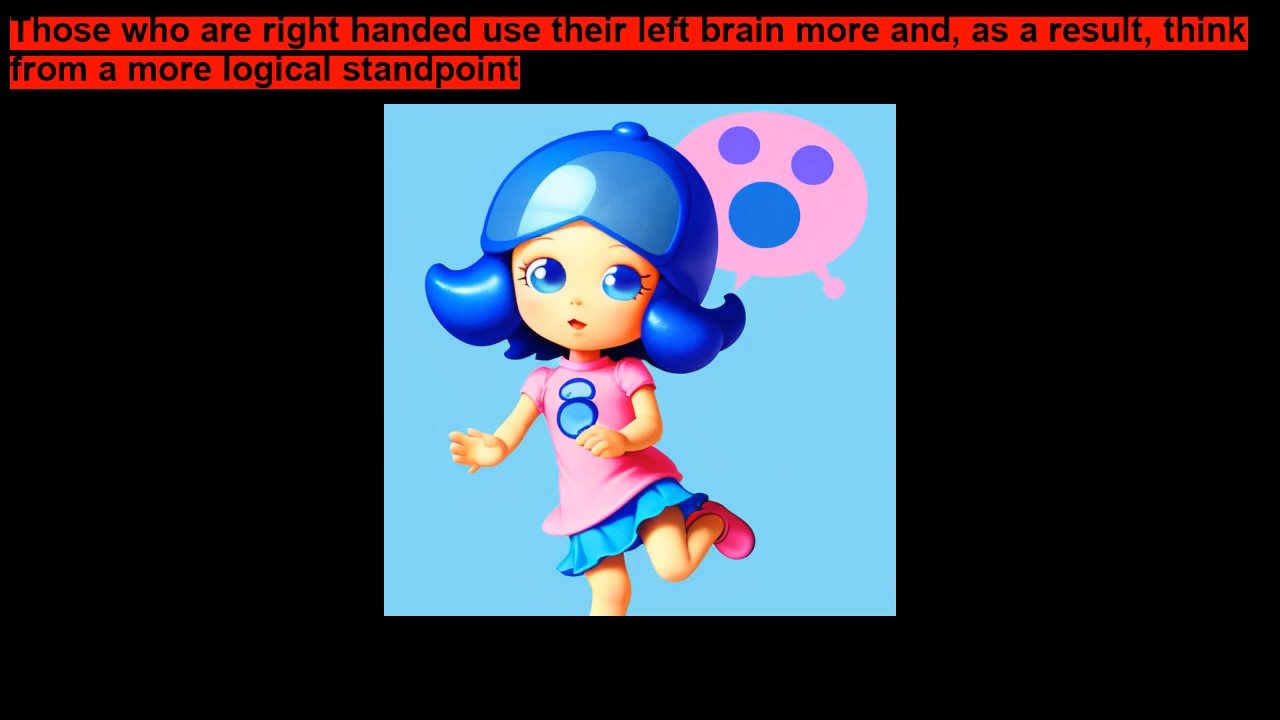 Those who are right handed use their left brain more and, as a result, think
from a more logical standpoint